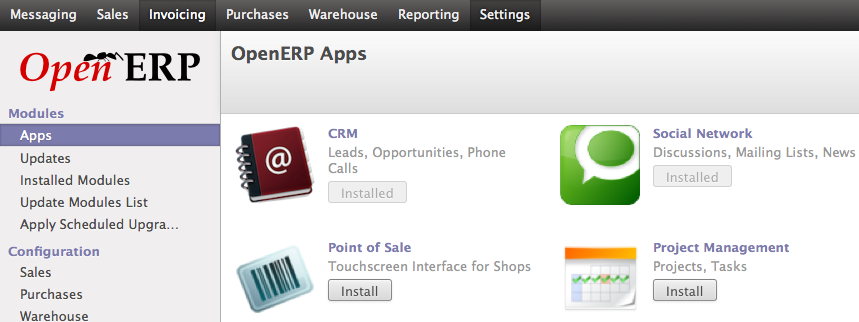 Messaging Sales Invoicing Purchases Warehouse Reporting Settings
Open ERP
Modules
Apps
Updates
Installed Modules
Update Modules List
Apply Scheduled Upgra...
Configuration
Sales
Purchases
Warehouse
OpenERP Apps
@
CRM
Leads, Opportunities, Phone
Calls
Installed
Social Network
Discussions, Mailing Lists, News
Installed
Point of Sale
Touchscreen Interface for Shops
Install
Project Management
Projects, Tasks
Install